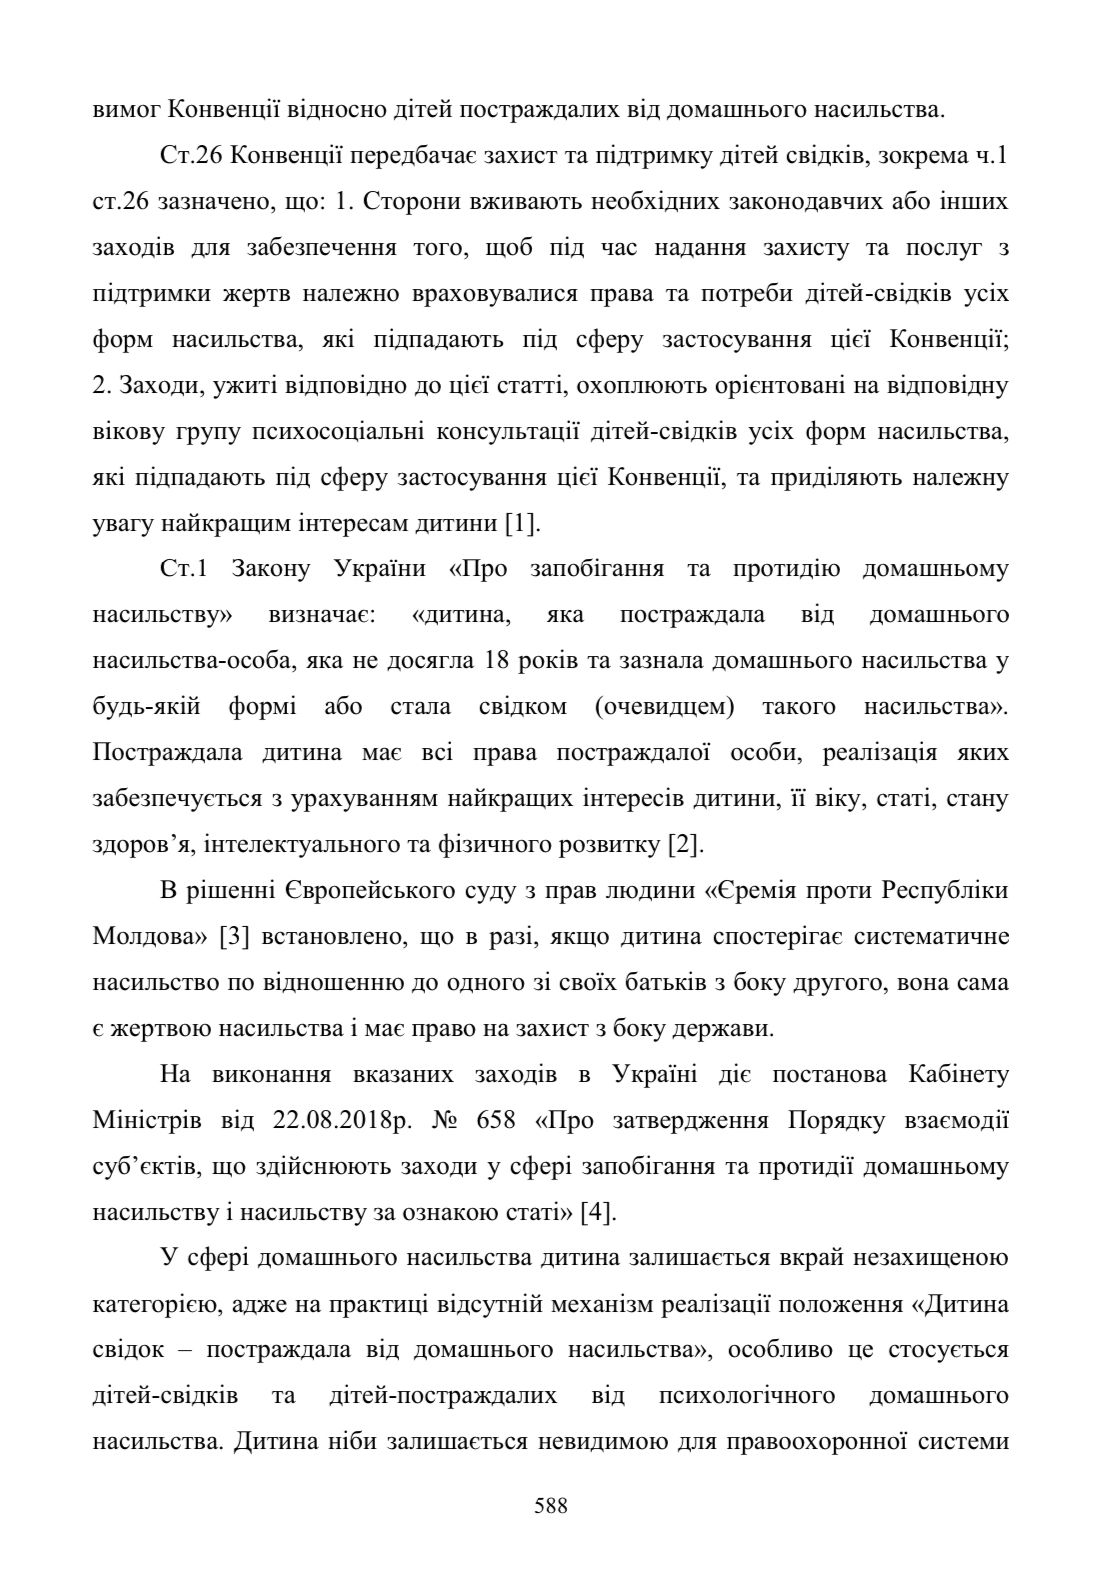 вимог Конвенції відносно дітей постраждалих від домашнього насильства.
Ст.26 Конвенції передбачає захист та підтримку дітей свідків, зокрема ч.1
ст.26 зазначено, що: 1. Сторони вживають необхідних законодавчих або інших
заходів для забезпечення того, щоб під час надання захисту та послуг з
підтримки жертв належно враховувалися права та потреби дітей-свідків усіх
форм насильства, які підпадають під сферу застосування цієї Конвенції;
2. Заходи, ужиті відповідно до цієї статті, охоплюють орієнтовані на відповідну
вікову групу психосоціальні консультації дітей-свідків усіх форм насильства,
які підпадають під сферу застосування цієї Конвенції, та приділяють належну
увагу найкращим інтересам дитини [1].
Ст.1 Закону України «Про запобігання та протидію домашньому
насильству» визначає: «дитина, яка постраждала від домашнього
насильства-особа, яка не досягла 18 років та зазнала домашнього насильства у
будь-якій формі або стала свідком (очевидцем) такого насильства».
Постраждала дитина має всі права постраждалої особи, реалізація яких
забезпечується з урахуванням найкращих інтересів дитини, її віку, статі, стану
здоров’я, інтелектуального та фізичного розвитку [2].
В рішенні Європейського суду з прав людини «Єремія проти Республіки
Молдова» [3] встановлено, що в разі, якщо дитина спостерігає систематичне
насильство по відношенню до одного зі своїх батьків з боку другого, вона сама
є жертвою насильства і має право на захист з боку держави.
На виконання вказаних заходів в Україні діє постанова Кабінету
Міністрів від 22.08.2018р. № 658 «Про затвердження Порядку взаємодії
суб’єктів, що здійснюють заходи у сфері запобігання та протидії домашньому
насильству і насильству за ознакою статі» [4].
У сфері домашнього насильства дитина залишається вкрай незахищеною
категорією, адже на практиці відсутній механізм реалізації положення «Дитина
свідок – постраждала від домашнього насильства», особливо це стосується
дітей-свідків та дітей-постраждалих від психологічного домашнього
насильства. Дитина ніби залишається невидимою для правоохоронної системи
588